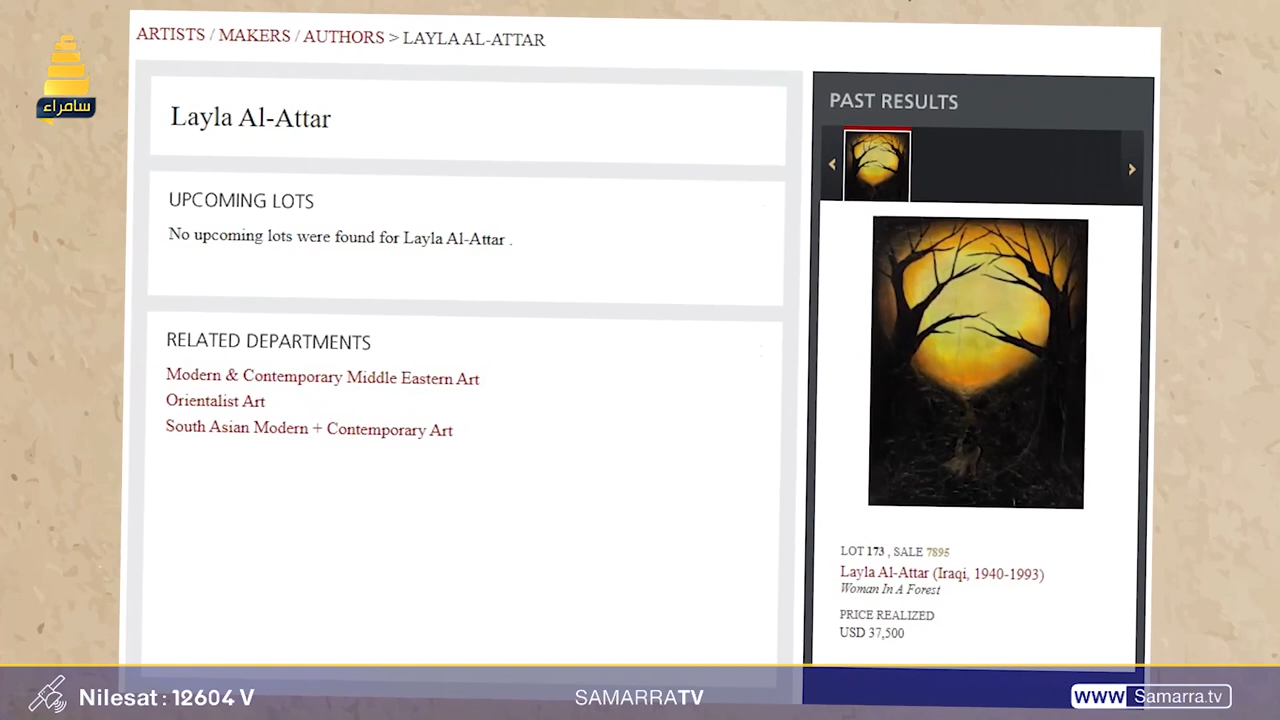 ARTISTS / MAKERS / AUTHORS > LAYLA AL-ATTAR
سامراء
Layla Al-Attar
UPCOMING LOTS
No upcoming lots were found for Layla Al-Attar .
RELATED DEPARTMENTS
Modern & Contemporary Middle Eastern Art
Orientalist Art
South Asian Modern + Contemporary Art
PAST RESULTS
LOT 173 , SALE 7895
Layla Al-Attar (Iraqi, 1940-1993)
Woman In A Forest
PRICE REALIZED
USD 37,500
Nilesat : 12604 V
SAMARRATV
www Samarra.tv